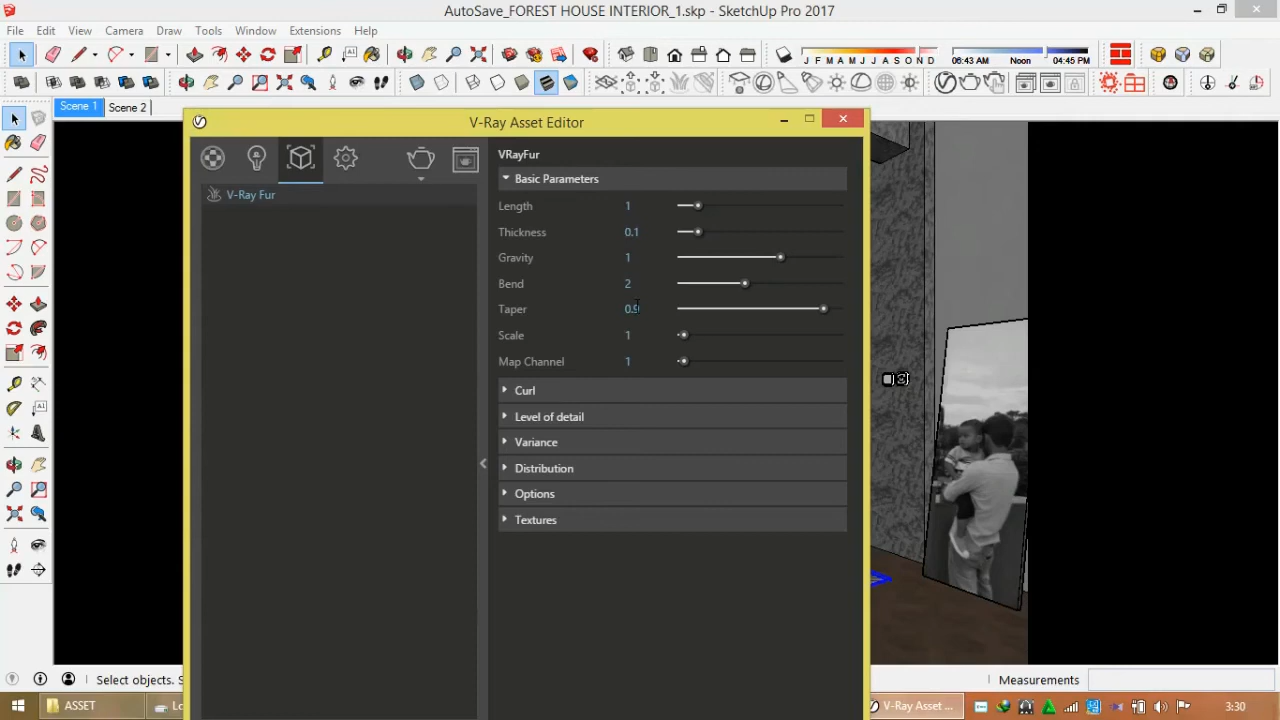 AutoSave_FOREST HOUSE INTERIOR_1.skp - SketchUp Pro 2017
File Edit View Camera Draw Tools Window Extensions Help
J F M A M J J A S O N D 06:43 AM Noon 04:45 PM
Scene 1 Scene 2
V-Ray Asset Editor
VRayFur
Basic Parameters
V-Ray Fur
Length 1
Thickness 0.1
Gravity 1
Bend 2
Taper 0.9
Scale 1
Map Channel 1
Curl
Level of detail
Variance
Distribution
Options
Textures
Select objects. S
Measurements
ASSET
V-Ray Asset ...
3:30